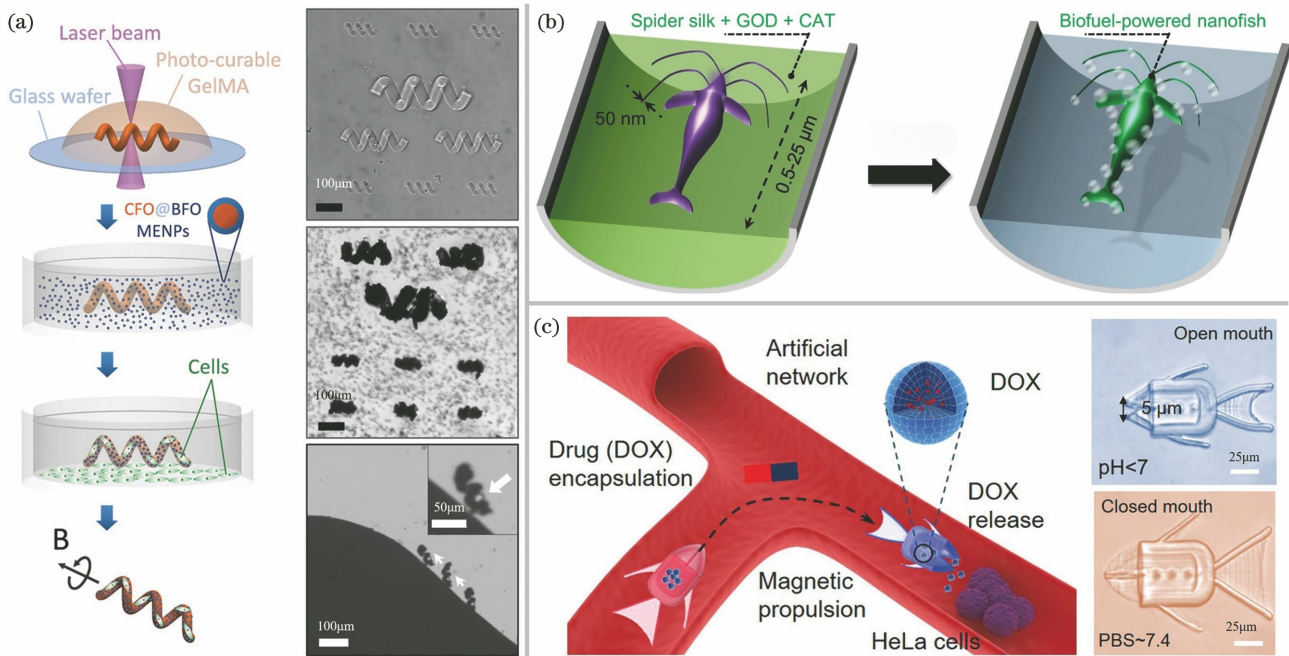 (a)
Laser beam
Photo-curable
GelMA
Glass wafer
CFO@BFO
MENPs
Cells
B
100μm
100μm
50μm
100μm
(b)
Spider silk + GOD + CAT
50 nm
0.5-25 μm
Biofuel-powered nanofish
(c)
Artificial
network
DOX
Drug (DOX)
encapsulation
DOX
release
Magnetic
propulsion
HeLa cells
Open mouth
5 μm
pH<7
25μm
Closed mouth
PBS~7.4
25μm